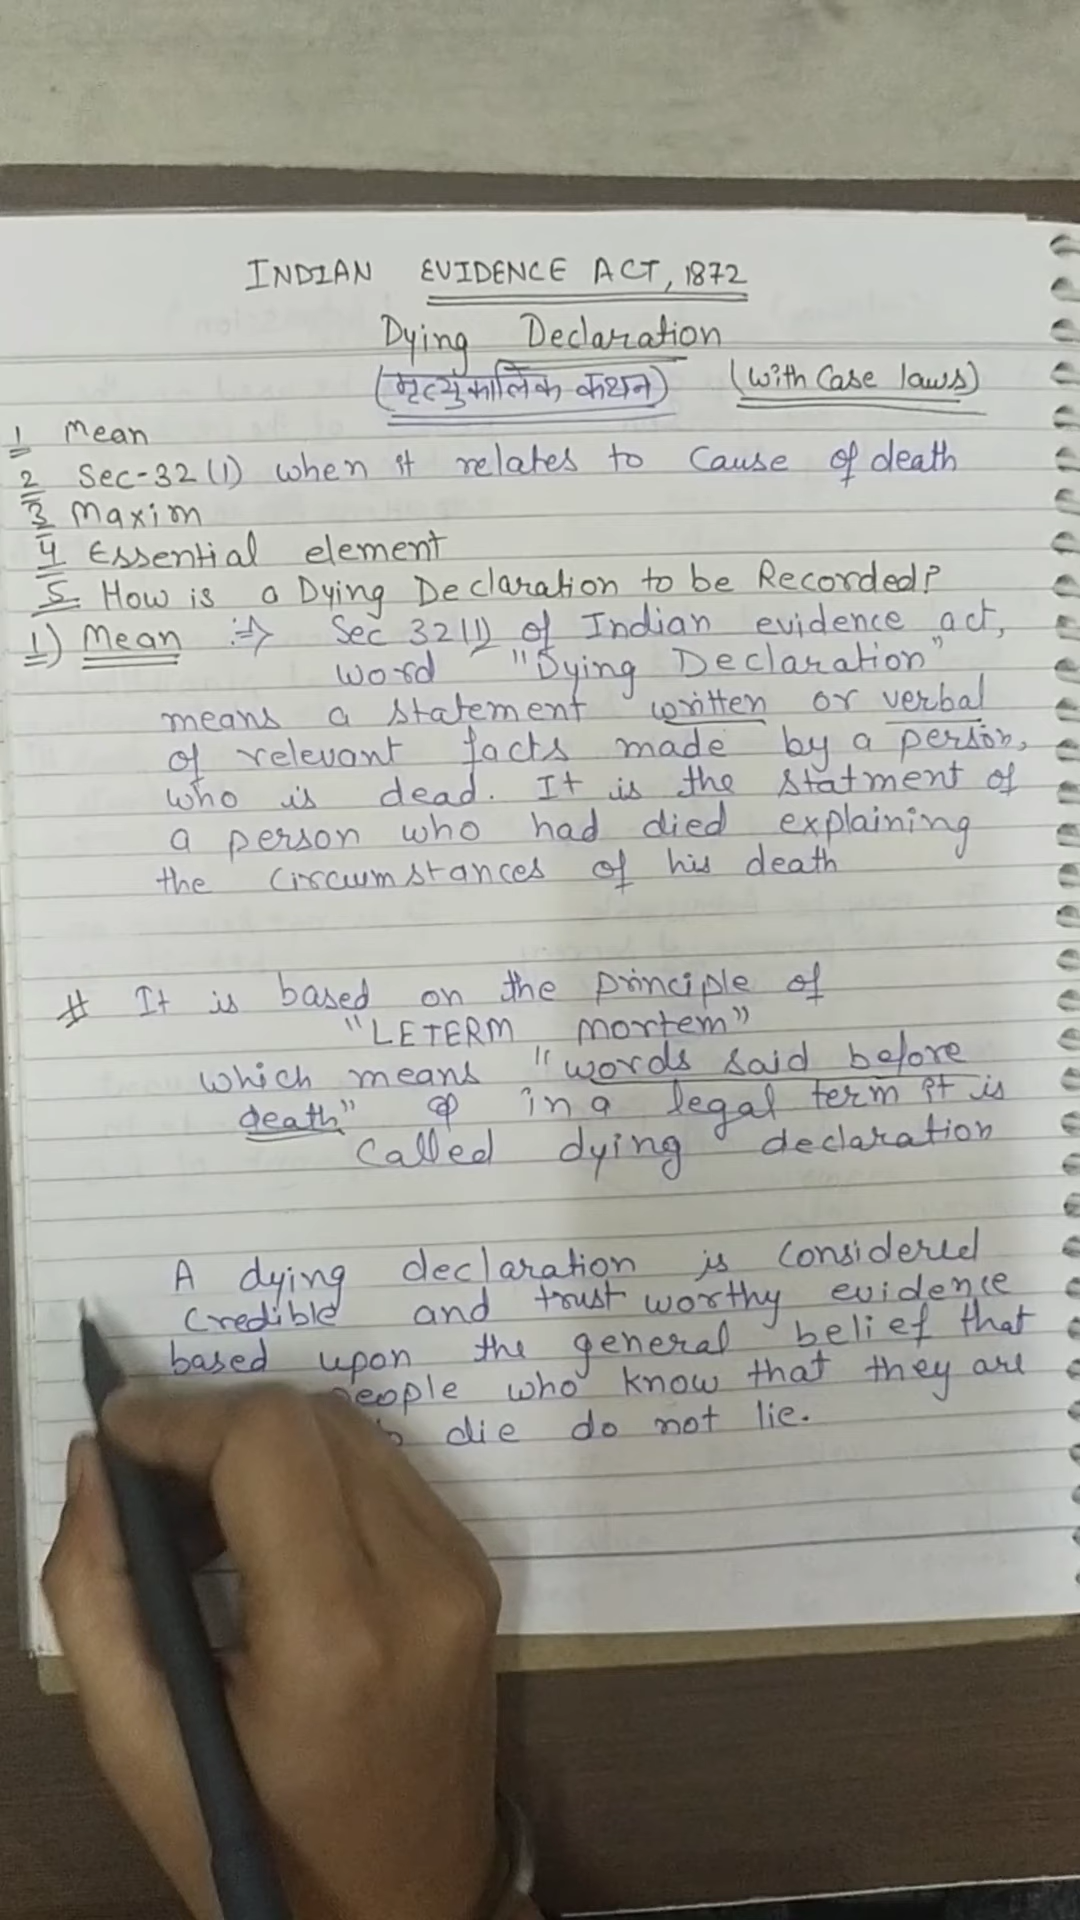 INDIAN EVIDENCE ACT, 1872
Dying Declaration
(मृत्युकालिक कथन) (with Case laws)
1 Mean
2 Sec-32(1) when it relates to Cause of death
3 Maxim
4 Essential element
5. How is a Dying Declaration to be Recorded?
1) Mean :⇒ Sec 32(1) of Indian evidence act,
word "Dying Declaration"
means a statement written or verbal
of relevant facts made by a person,
who is dead. It is the statment of
a person who had died explaining
the circumstances of his death
# It is based on the principle of
"LETERM mortem"
which means "words said before
death" & in a legal term it is
called dying declaration
A dying declaration is considered
credible and trust worthy evidence
based upon the general belief that
people who know that they are
die do not lie.